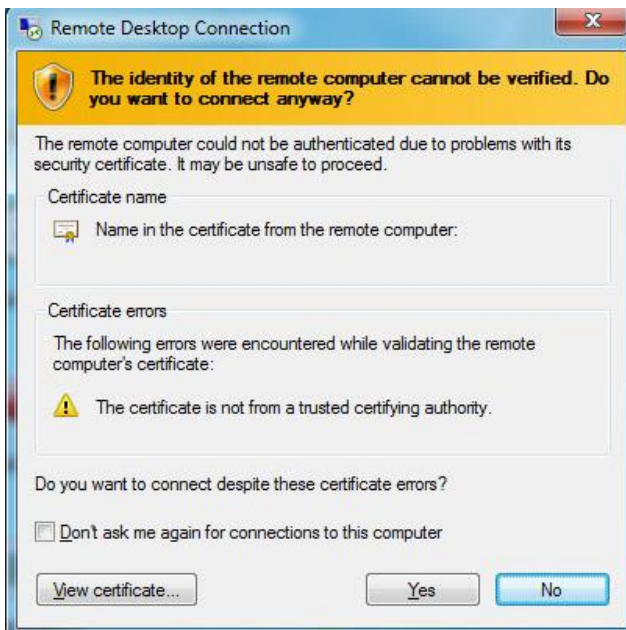 Remote Desktop Connection
The identity of the remote computer cannot be verified. Do
you want to connect anyway?
The remote computer could not be authenticated due to problems with its
security certificate. It may be unsafe to proceed.
Certificate name
Name in the certificate from the remote computer:
Certificate errors
The following errors were encountered while validating the remote
computer's certificate:
The certificate is not from a trusted certifying authority.
Do you want to connect despite these certificate errors?
Don't ask me again for connections to this computer
View certificate... Yes No